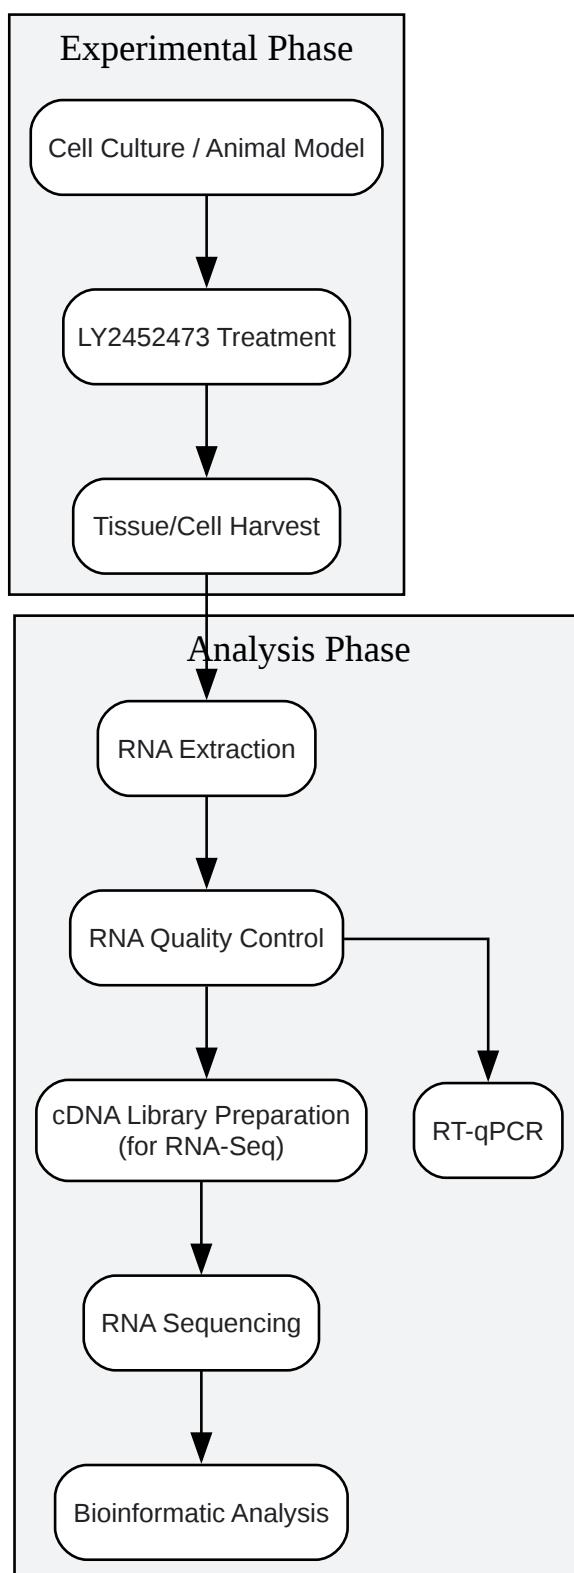 Experimental Phase
Cell Culture / Animal Model
LY2452473 Treatment
Tissue/Cell Harvest
Analysis Phase
RNA Extraction
RNA Quality Control
cDNA Library Preparation
(for RNA-Seq)
RT-qPCR
RNA Sequencing
Bioinformatic Analysis